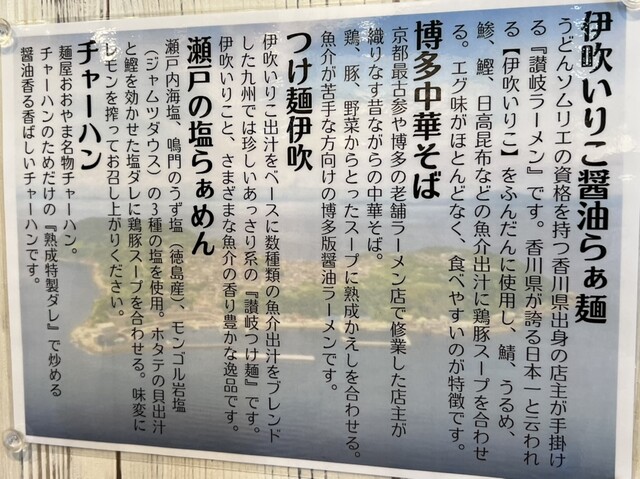 伊吹いりこ醤油らぁ麺
うどんソムリエの資格を持つ香川県出身の店主が手掛け
る『讃岐ラーメン』です。香川県が誇る日本一と云われ
る【伊吹いりこ】をふんだんに使用し、鯖、うるめ、
鯵、鰹、日高昆布などの魚介出汁に鶏豚スープを合わせ
る。エグ味がほとんどなく、食べやすいのが特徴です。
博多中華そば
京都最古参や博多の老舗ラーメン店で修業した店主が
織りなす昔ながらの中華そば。
鶏、豚、野菜からとったスープに熟成かえしを合わせる。
魚介が苦手な方向けの博多版醤油ラーメンです。
つけ麺伊吹
伊吹いりこ出汁をベースに数種類の魚介出汁をブレンド
した九州では珍しいあっさり系の『讃岐つけ麺』です。
伊吹いりこと、さまざまな魚介の香り豊かな逸品です。
瀬戸の塩らぁめん
瀬戸内海塩、鳴門のうず塩（徳島産）、モンゴル岩塩
（ジャムツダウス）の3種の塩を使用。ホタテの貝出汁
と鰹を効かせた塩ダレに鶏豚スープを合わせる。味変に
レモンを搾ってお召し上がりください。
チャーハン
麺屋おおやま名物チャーハン。
チャーハンのためだけの『熟成特製ダレ』で炒める
醤油香る香ばしいチャーハンです。